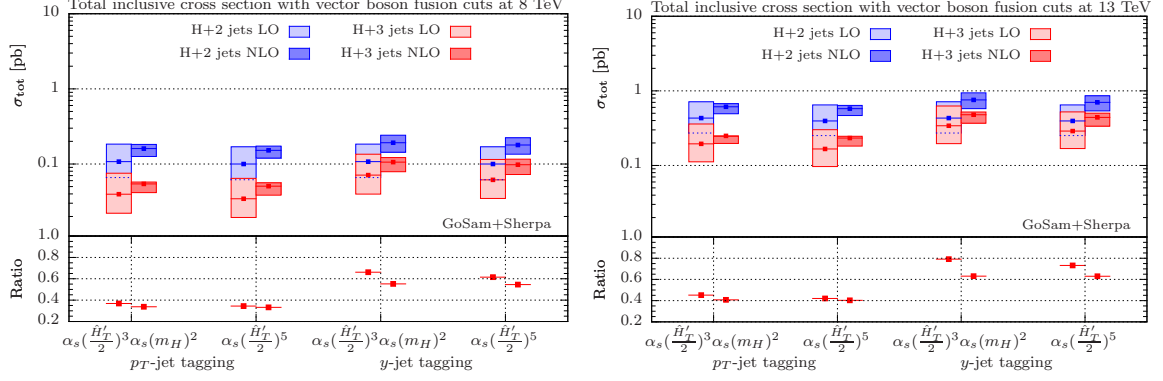 Total inclusive cross section with vector boson fusion cuts at 8 TeV
H+2 jets LO
H+3 jets LO
H+2 jets NLO
H+3 jets NLO
σtot [pb]
1
0.1
1.0
GoSam+Sherpa
Ratio
0.8
0.6
0.4
0.2
αs(Ĥ′T/2)³αs(mH)²
αs(Ĥ′T/2)⁵
αs(Ĥ′T/2)³αs(mH)²
αs(Ĥ′T/2)⁵
pT-jet tagging
y-jet tagging
Total inclusive cross section with vector boson fusion cuts at 13 TeV
10
H+2 jets LO
H+3 jets LO
H+2 jets NLO
H+3 jets NLO
σtot [pb]
1
0.1
1.0
GoSam+Sherpa
Ratio
0.8
0.6
0.4
0.2
αs(Ĥ′T/2)³αs(mH)²
αs(Ĥ′T/2)⁵
αs(Ĥ′T/2)³αs(mH)²
αs(Ĥ′T/2)⁵
pT-jet tagging
y-jet tagging